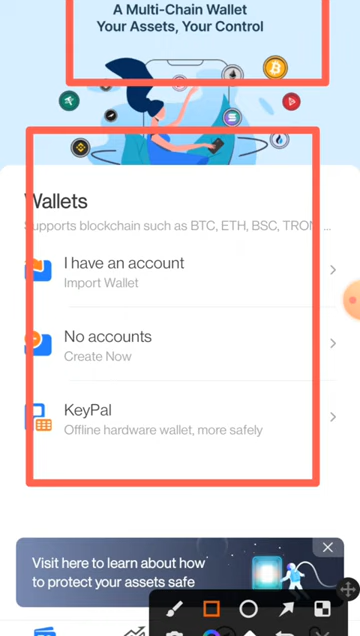 A Multi-Chain Wallet
Your Assets, Your Control
Wallets
Supports blockchain such as BTC, ETH, BSC, TRON ...
I have an account
Import Wallet
No accounts
Create Now
KeyPal
Offline hardware wallet, more safely
Visit here to learn about how
to protect your assets safe